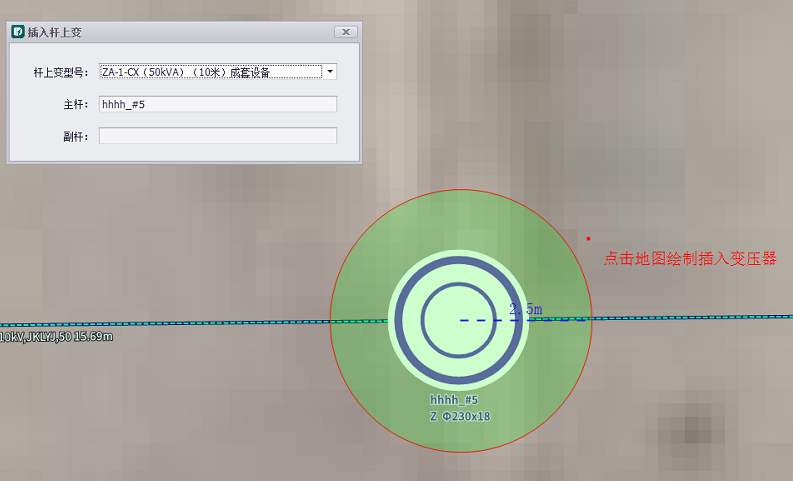 插入杆上变
杆上变型号：
ZA-1-CX（50kVA）（10米）成套设备
主杆：
hhhh_#5
副杆：
点击地图绘制插入变压器
2.5m
10kV,JKLYJ,50 15.69m
hhhh_#5
Z Φ230x18